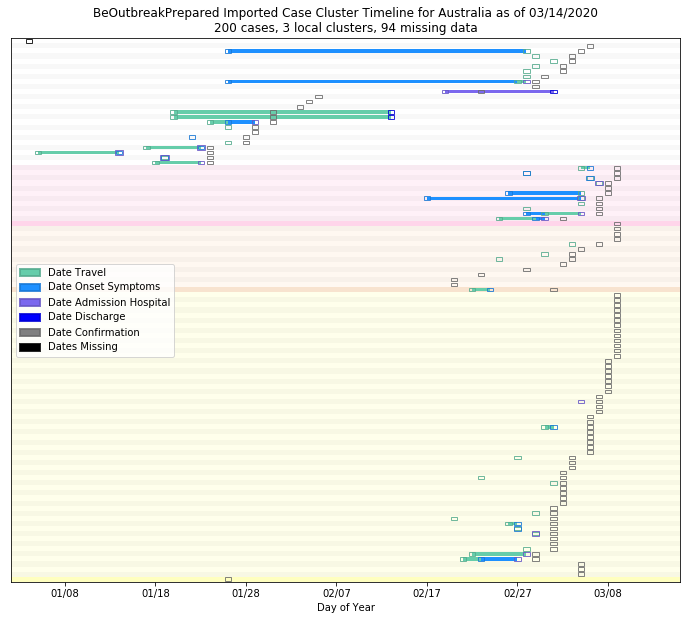 BeOutbreakPrepared Imported Case Cluster Timeline for Australia as of 03/14/2020
200 cases, 3 local clusters, 94 missing data
Date Travel
Date Onset Symptoms
Date Admission Hospital
Date Discharge
Date Confirmation
Dates Missing
01/08 01/18 01/28 02/07 02/17 02/27 03/08
Day of Year